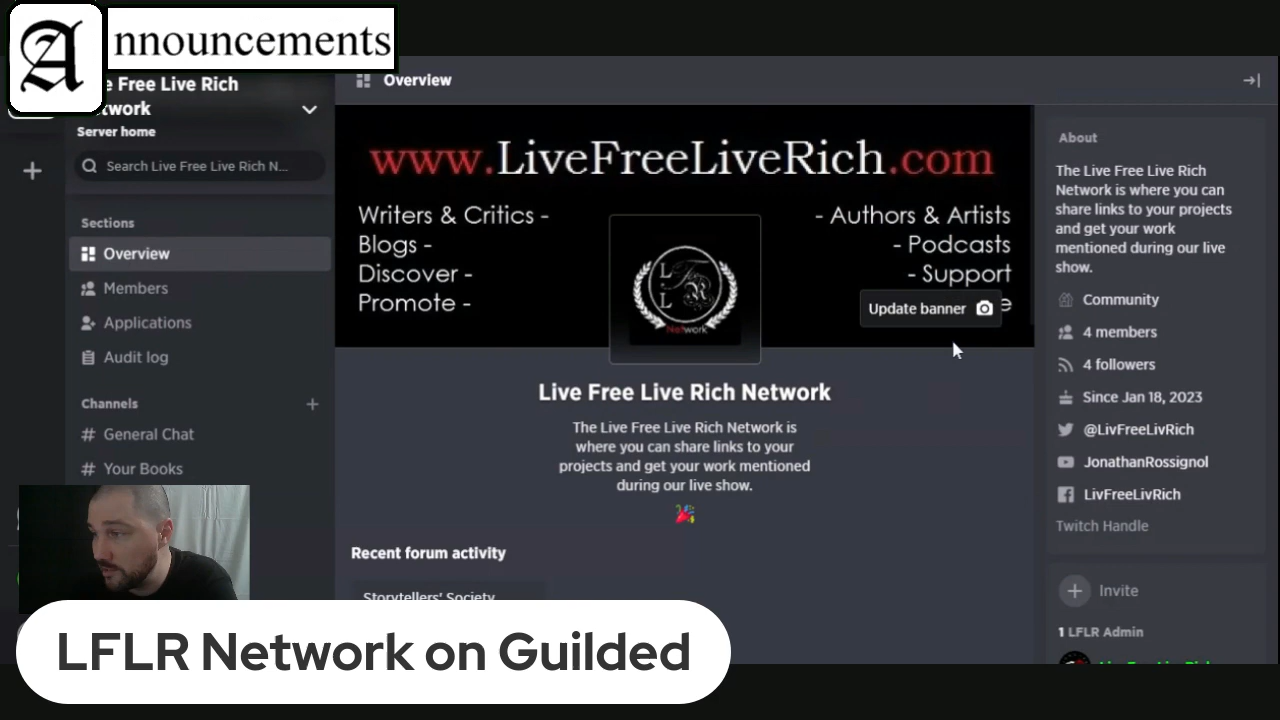 Announcements
e Free Live Rich
twork
Server home
Search Live Free Live Rich N...
Sections
Overview
Members
Applications
Audit log
Channels
# General Chat
# Your Books
Overview
www.LiveFreeLiveRich.com
Writers & Critics -
Blogs -
Discover -
Promote -
- Authors & Artists
- Podcasts
- Support
e
Update banner
L
L
Network
Live Free Live Rich Network
The Live Free Live Rich Network is
where you can share links to your
projects and get your work mentioned
during our live show.
Recent forum activity
Storytellers' Society
About
The Live Free Live Rich
Network is where you can
share links to your projects
and get your work
mentioned during our live
show.
Community
4 members
4 followers
Since Jan 18, 2023
@LivFreeLivRich
JonathanRossignol
LivFreeLivRich
Twitch Handle
Invite
1 LFLR Admin
LFLR Network on Guilded